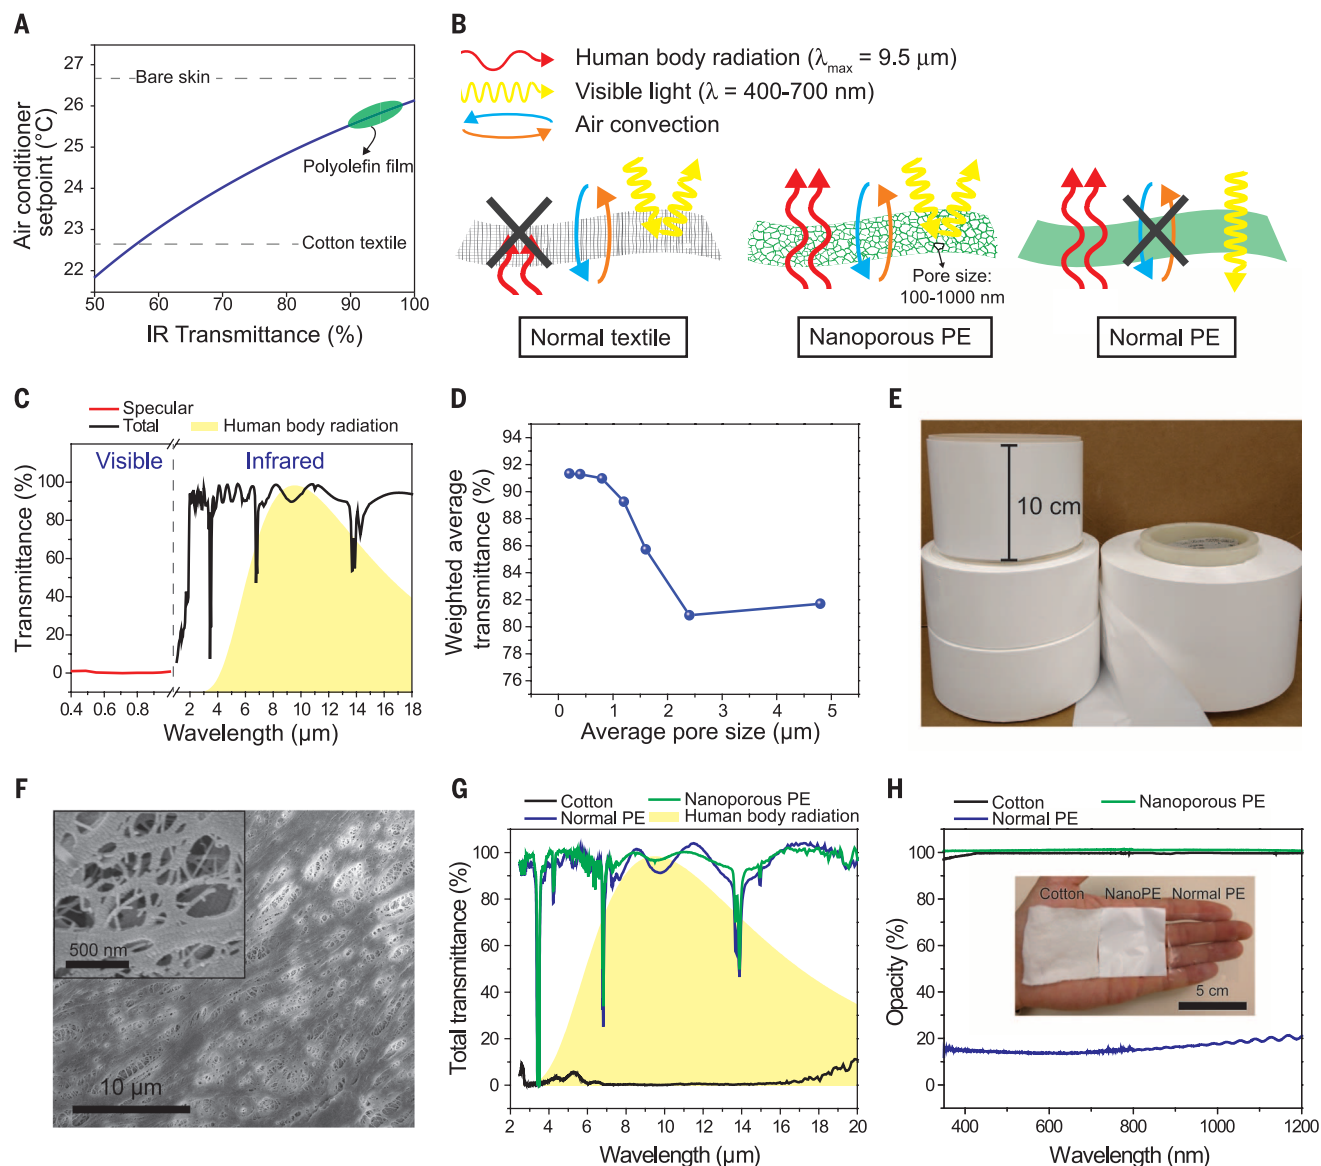 A
27
26
25
24
23
22
Air conditioner
setpoint (°C)
Bare skin
Polyolefin film
Cotton textile
50 60 70 80 90 100
IR Transmittance (%)
B
Human body radiation (λmax = 9.5 μm)
Visible light (λ = 400-700 nm)
Air convection
Pore size:
100-1000 nm
Normal textile
Nanoporous PE
Normal PE
C
Specular
Total
Human body radiation
Visible
Infrared
100
80
60
40
20
0
Transmittance (%)
0.4 0.6 0.8 2 4 6 8 10 12 14 16 18
Wavelength (μm)
D
94
92
90
88
86
84
82
80
78
76
Weighted average
transmittance (%)
0 1 2 3 4 5
Average pore size (μm)
E
10 cm
F
500 nm
10 μm
G
Cotton
Nanoporous PE
Normal PE
Human body radiation
100
80
60
40
20
0
Total transmittance (%)
2 4 6 8 10 12 14 16 18 20
Wavelength (μm)
H
Cotton
Nanoporous PE
Normal PE
100
80
60
40
20
0
Opacity (%)
Cotton NanoPE Normal PE
5 cm
400 600 800 1000 1200
Wavelength (nm)